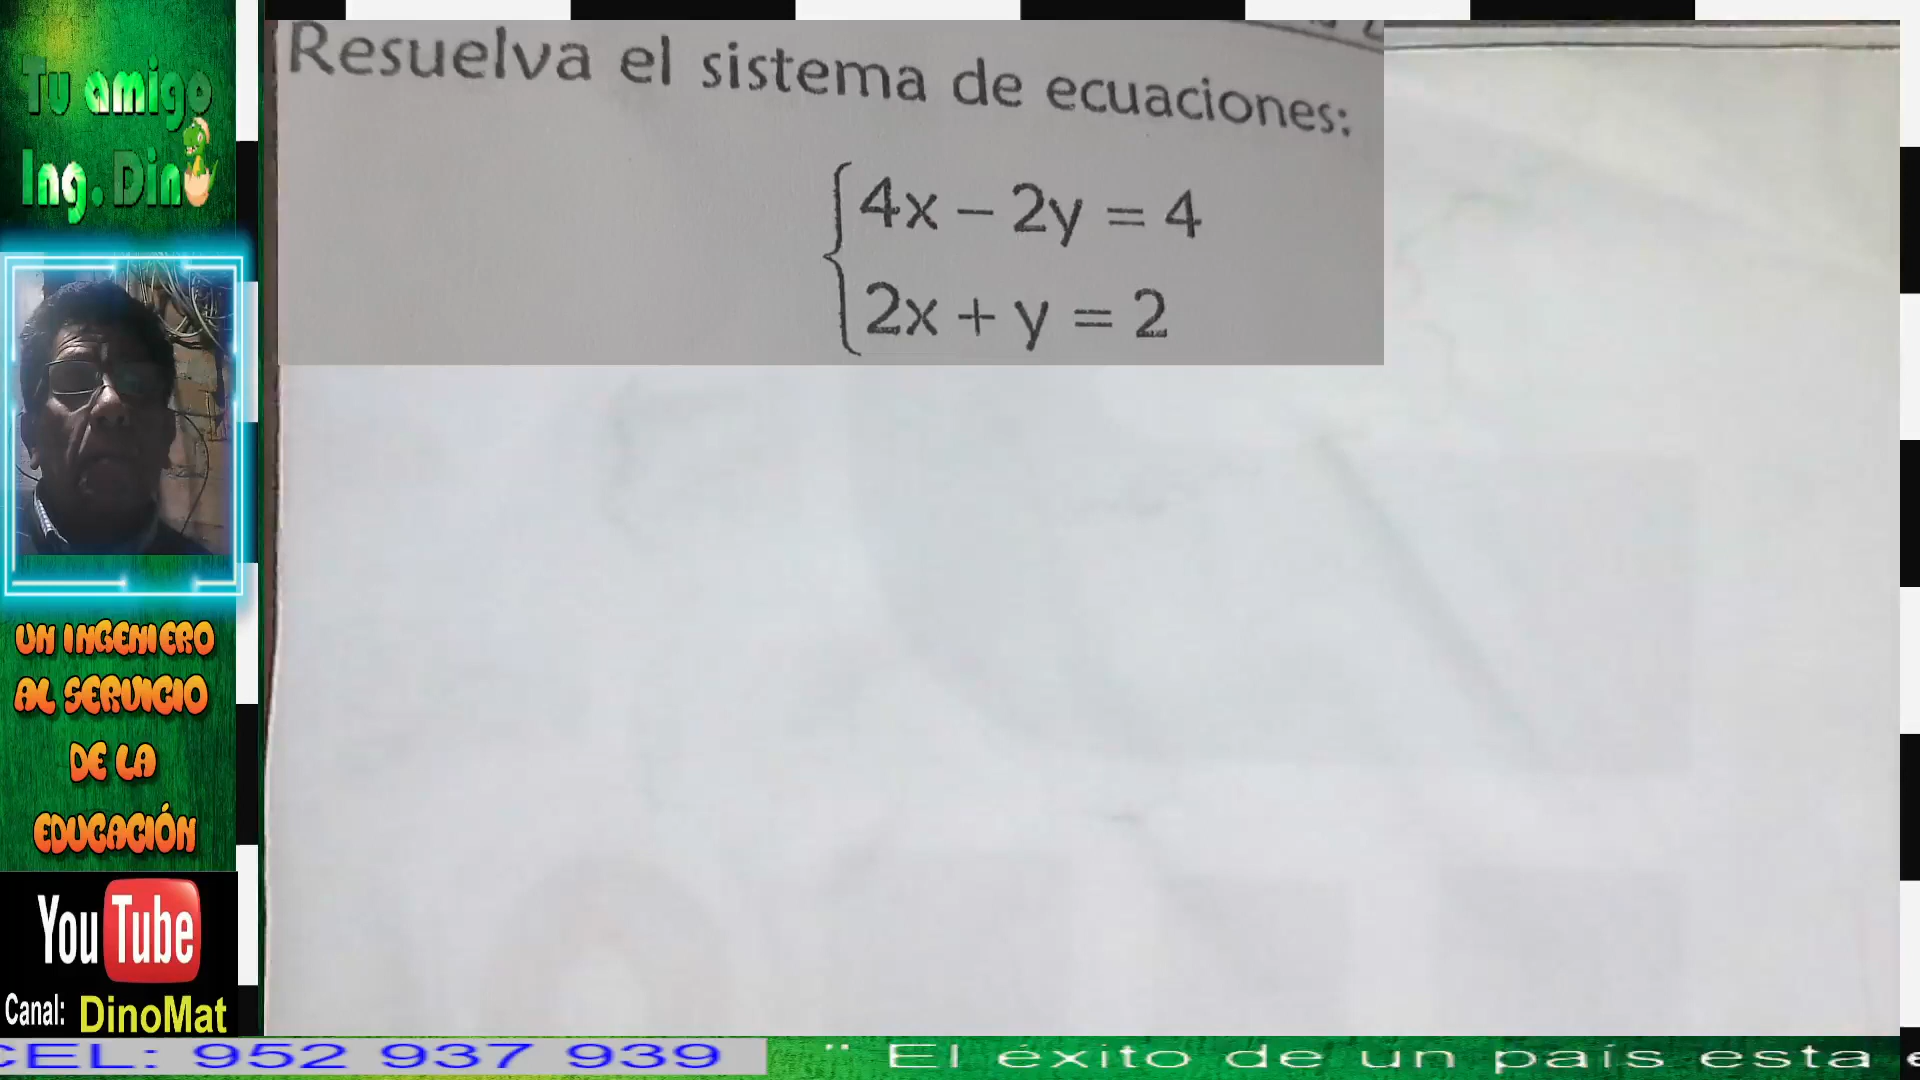 Tu amigo
Ing. Dino
Resuelva el sistema de ecuaciones:
4x – 2y = 4
2x + y = 2
UN INGENIERO
AL SERVICIO
DE LA
EDUCACIÓN
YouTube
Canal: DinoMat
CEL: 952 937 939 ¨ El éxito de un país esta